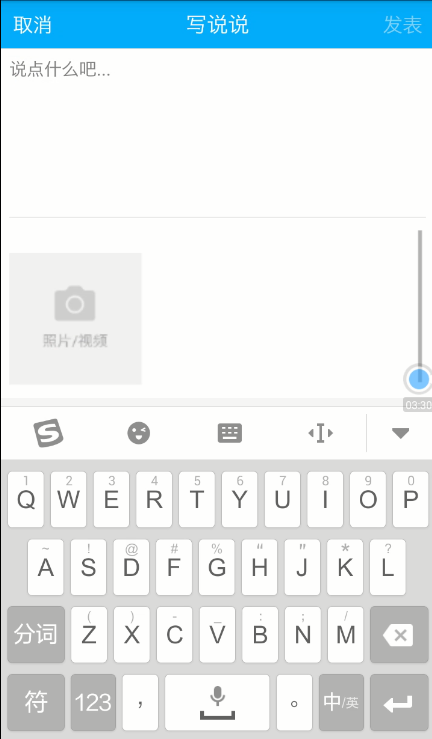 取消 写说说 发表
说点什么吧...
照片/视频
03:30
1 2 3 4 5 6 7 8 9 0
Q W E R T Y U I O P
~ ! @ # % “ ” * ?
A S D F G H J K L
( ) - _ : ; /
分词 Z X C V B N M
符 123 ， 。 中/英